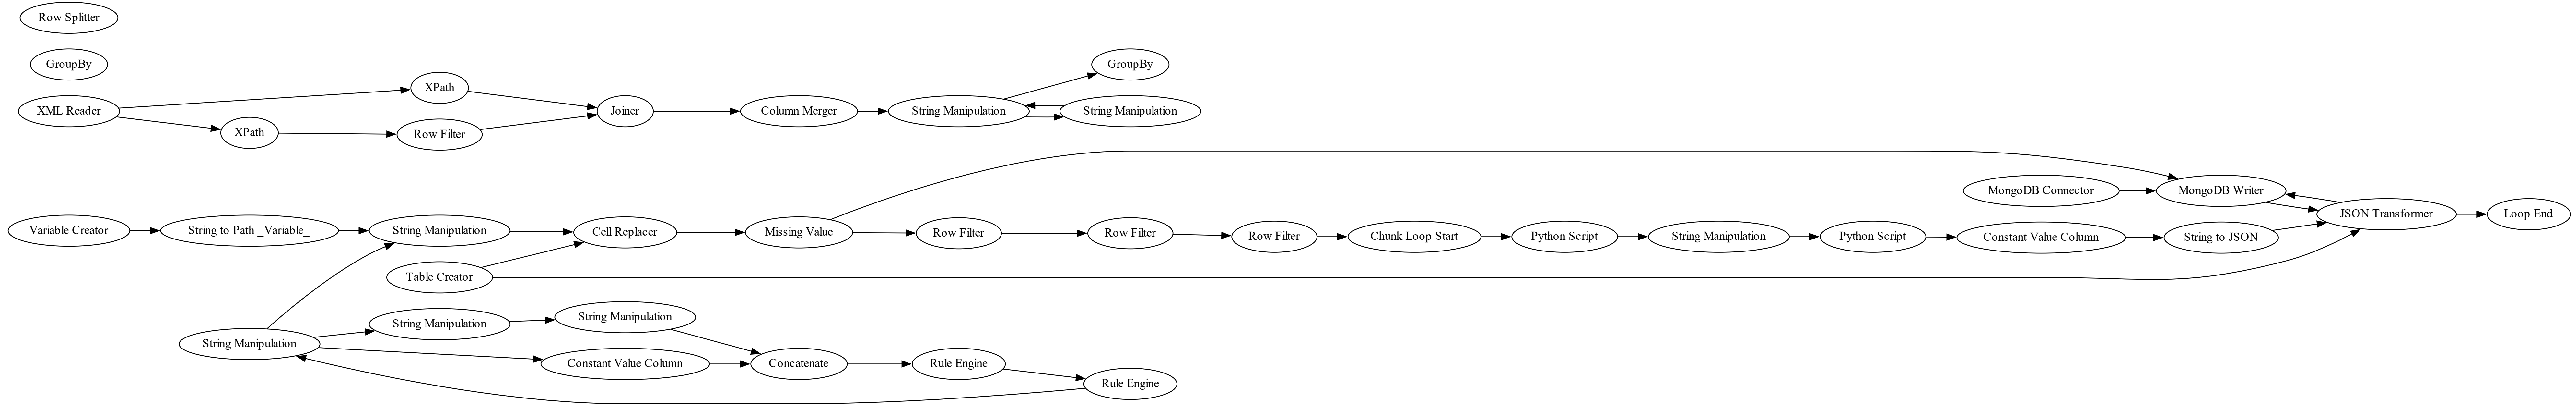 Row Splitter
GroupBy
GroupBy
XPath
XML Reader
Joiner
Column Merger
String Manipulation
String Manipulation
XPath
Row Filter
MongoDB Connector
MongoDB Writer
JSON Transformer
Loop End
Variable Creator
String to Path _Variable_
String Manipulation
Cell Replacer
Missing Value
Row Filter
Row Filter
Row Filter
Chunk Loop Start
Python Script
String Manipulation
Python Script
Constant Value Column
String to JSON
Table Creator
String Manipulation
String Manipulation
String Manipulation
Constant Value Column
Concatenate
Rule Engine
Rule Engine